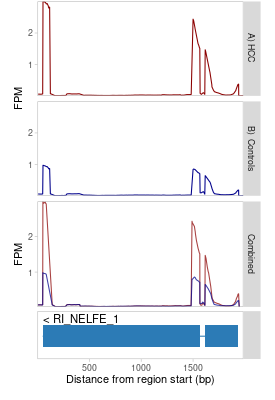 2
1
FPM
A) HCC
2
1
B) Controls
2
1
FPM
Combined
< RI_NELFE_1
500 1000 1500
Distance from region start (bp)